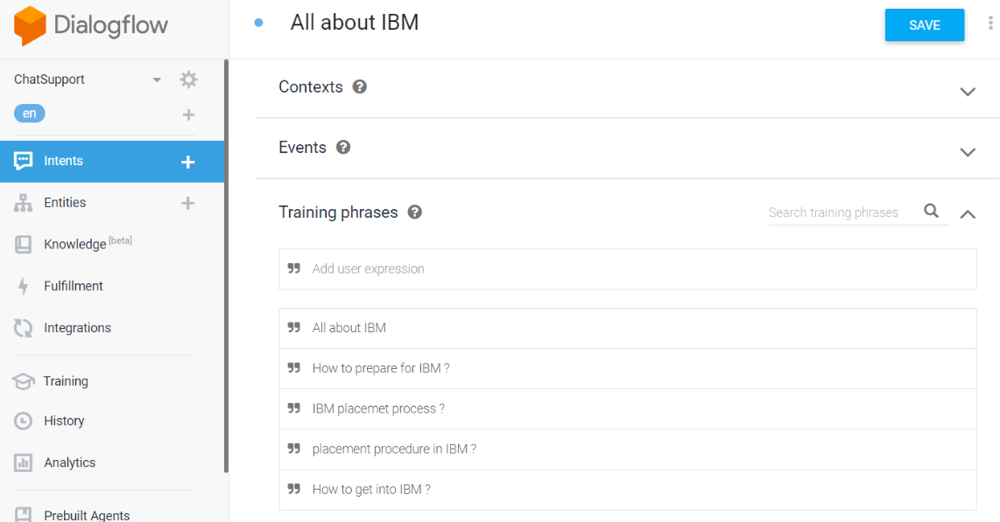 Dialogflow
All about IBM
SAVE
ChatSupport
en
Intents
Entities
Knowledge [beta]
Fulfillment
Integrations
Training
History
Analytics
Prebuilt Agents
Contexts
Events
Training phrases
Search training phrases
Add user expression
All about IBM
How to prepare for IBM ?
IBM placemet process ?
placement procedure in IBM ?
How to get into IBM ?